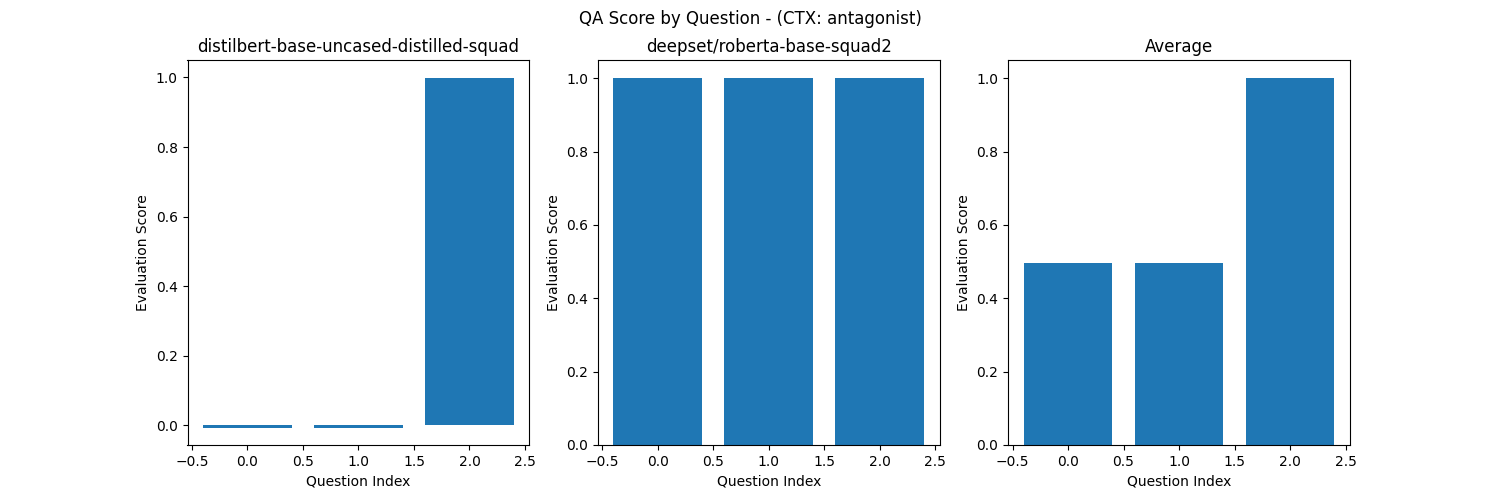 QA Score by Question - (CTX: antagonist)
distilbert-base-uncased-distilled-squad
1.0
0.8
0.6
0.4
0.2
0.0
Evaluation Score
−0.5 0.0 0.5 1.0 1.5 2.0 2.5
Question Index
deepset/roberta-base-squad2
1.0
0.8
0.6
0.4
0.2
0.0
Evaluation Score
−0.5 0.0 0.5 1.0 1.5 2.0 2.5
Question Index
Average
1.0
0.8
0.6
0.4
0.2
0.0
Evaluation Score
−0.5 0.0 0.5 1.0 1.5 2.0 2.5
Question Index